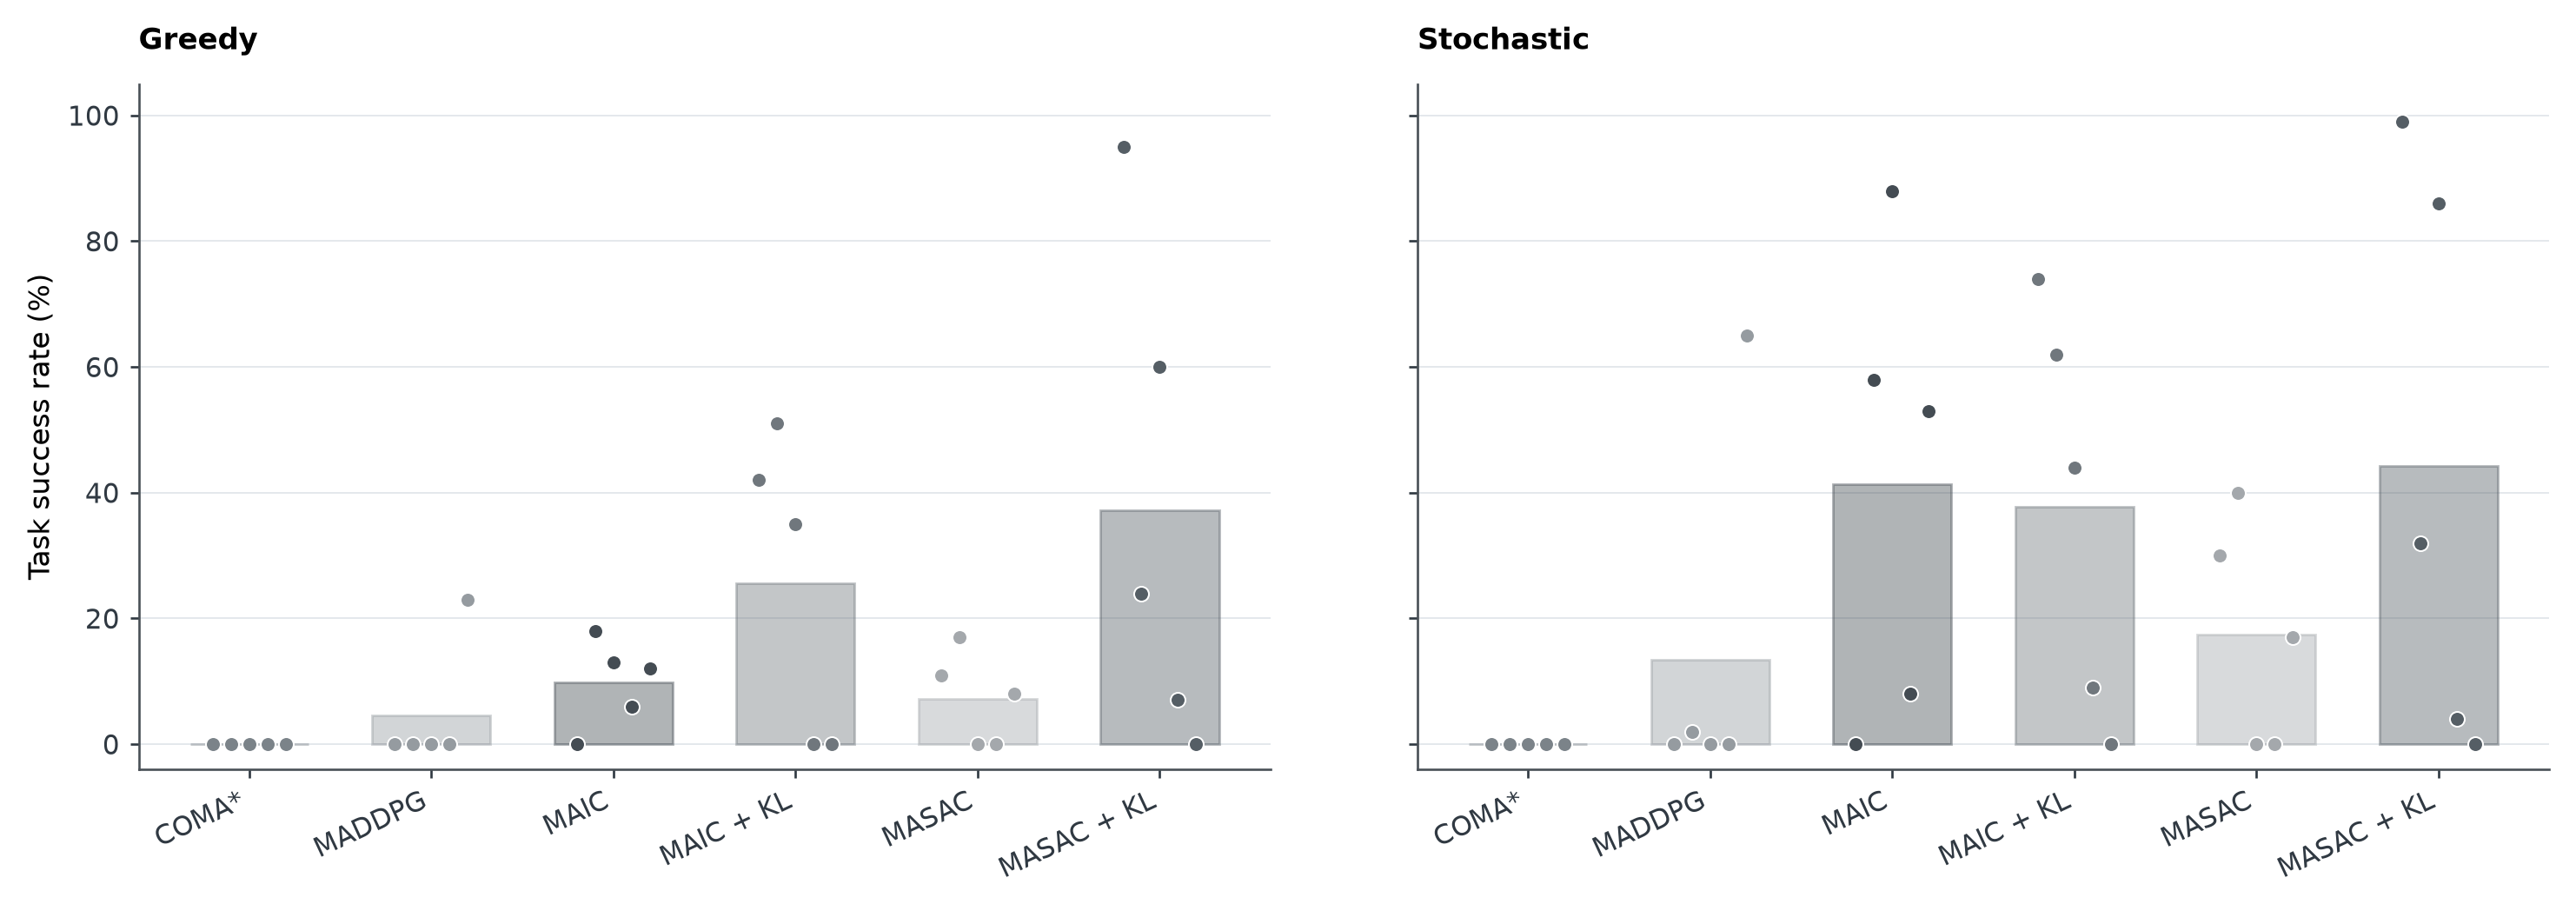 Greedy
Stochastic
Task success rate (%)
100
80
60
40
20
0
COMA*
MADDPG
MAIC
MAIC + KL
MASAC
MASAC + KL
COMA*
MADDPG
MAIC
MAIC + KL
MASAC
MASAC + KL